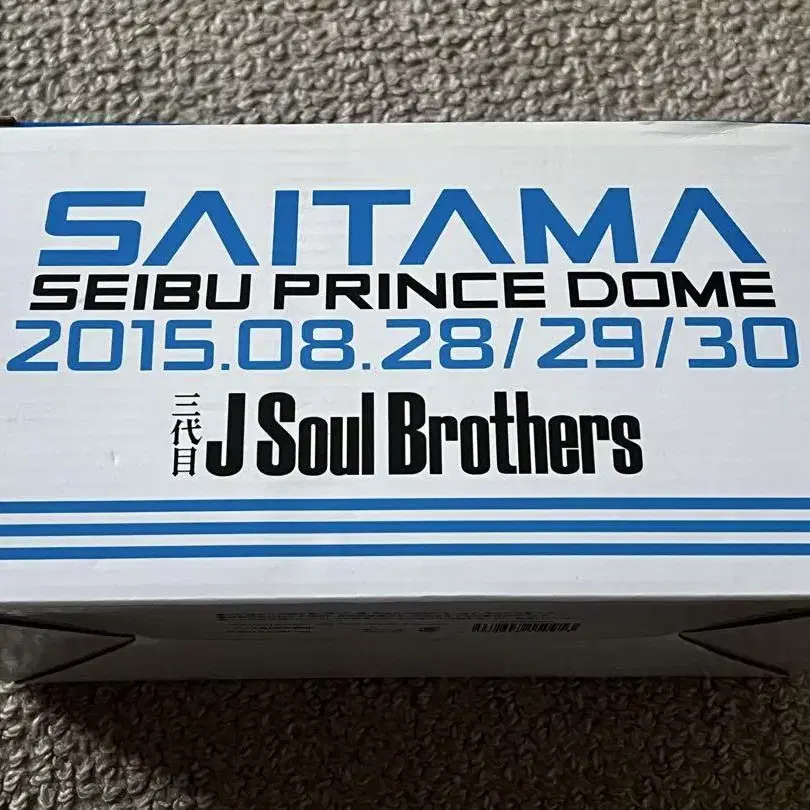 SAITAMA
SEIBU PRINCE DOME
2015.08.28/29/30
三代目 J Soul Brothers